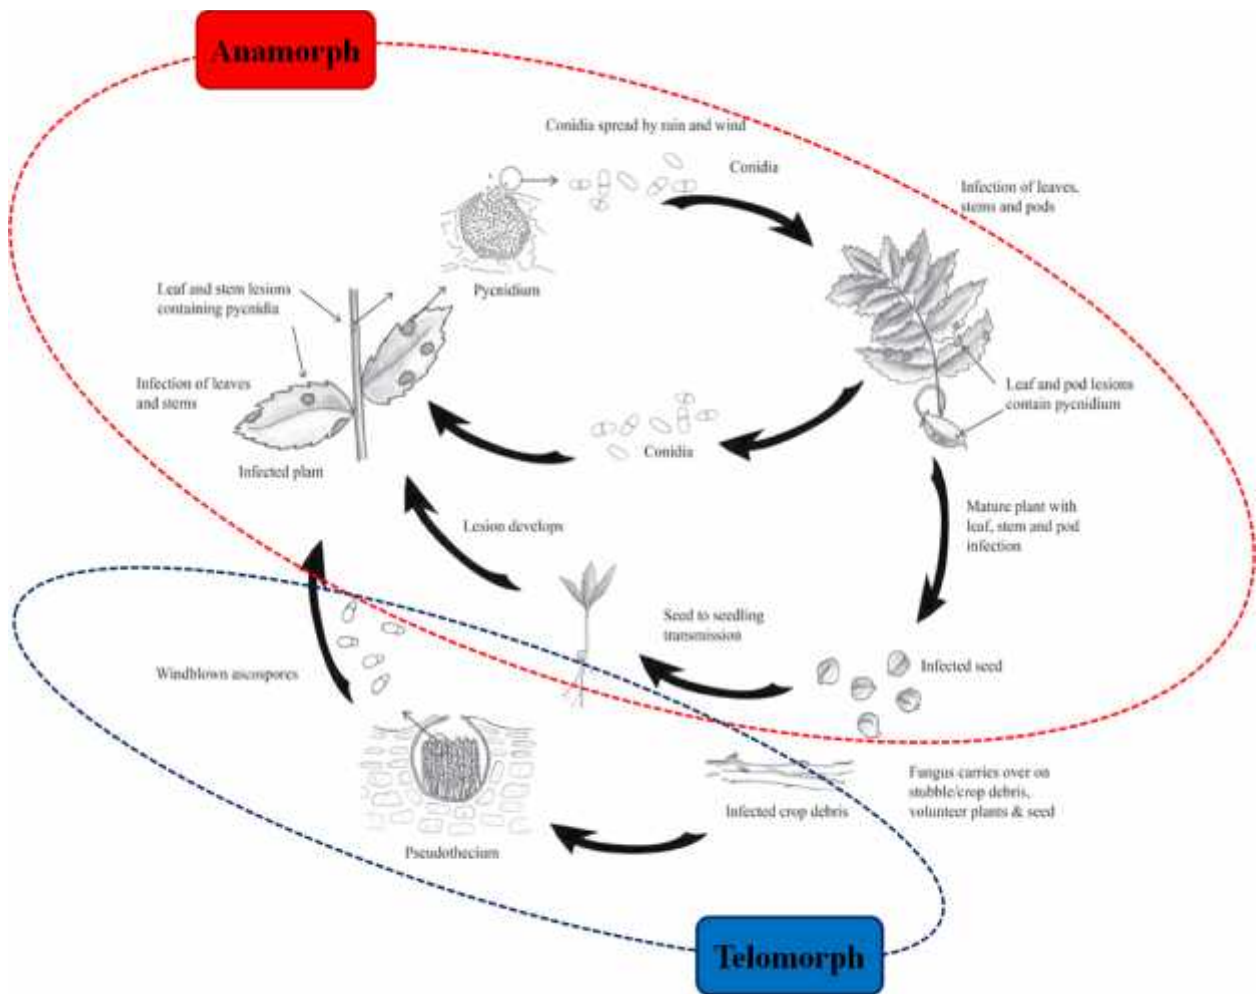 Anamorph
Conidia spread by rain and wind
Conidia
Infection of leaves,
stems and pods
Pycnidium
Leaf and stem lesions
containing pycnidia
Infection of leaves
and stems
Infected plant
Leaf and pod lesions
contain pycnidium
Conidia
Mature plant with
leaf, stem and pod
infection
Lesion develops
Seed to seedling
transmission
Infected seed
Windblown ascospores
Infected crop debris
Fungus carries over on
stubble/crop debris,
volunteer plants & seed
Pseudothecium
Telomorph